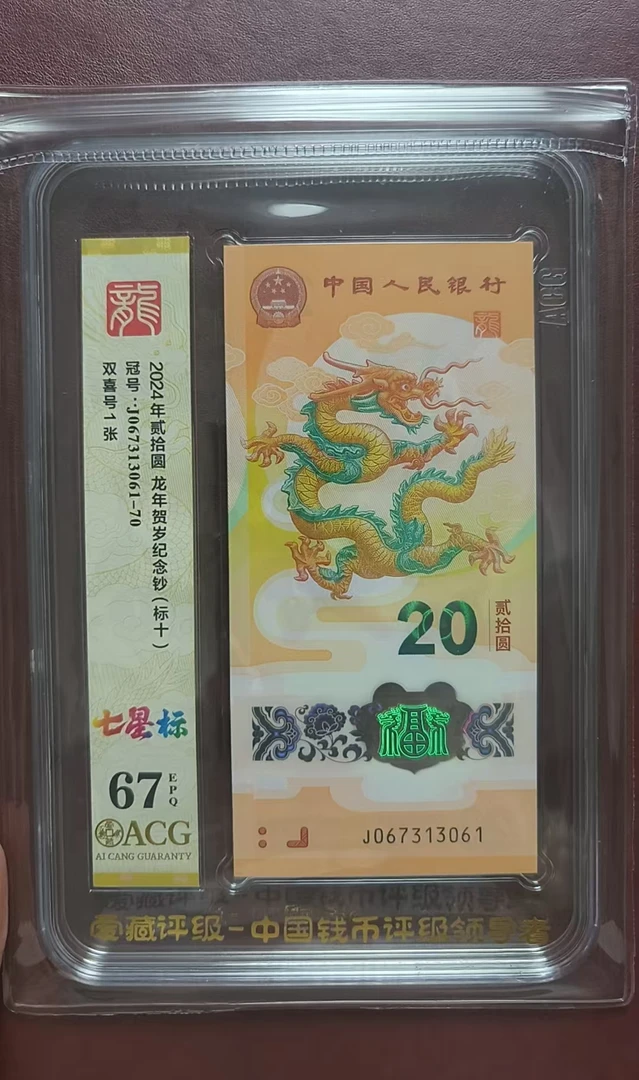 龍
2024年贰拾圆 龙年贺岁纪念钞(标十)
冠号:J067313061-70
双喜号1张
七星标
67 EPQ
ACG
AI CANG GUARANTY
中国人民银行
龍
20
贰拾圆
福
J067313061
爱藏评级-中国钱币评级领导者